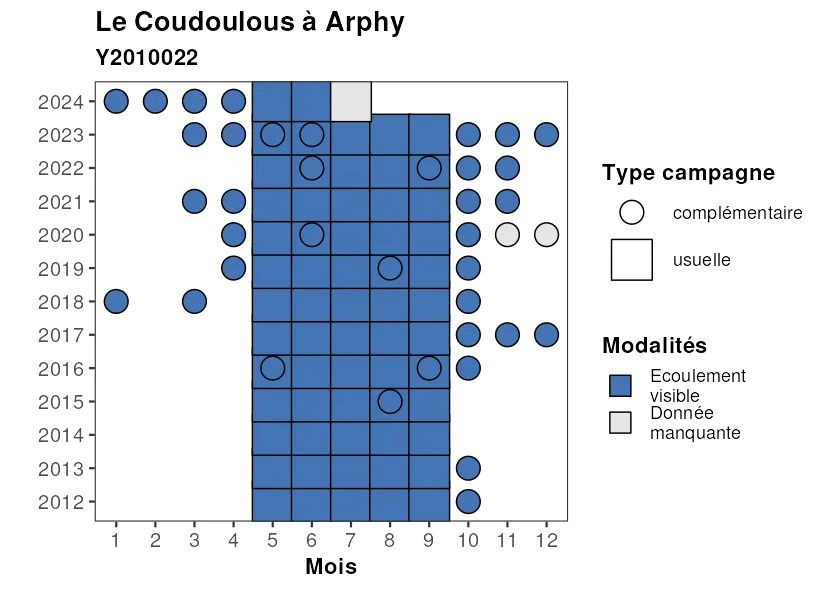 Le Coudoulous à Arphy
Y2010022
2024
2023
2022
2021
2020
2019
2018
2017
2016
2015
2014
2013
2012
1 2 3 4 5 6 7 8 9 10 11 12
Mois
Type campagne
complémentaire
usuelle
Modalités
Ecoulement
visible
Donnée
manquante